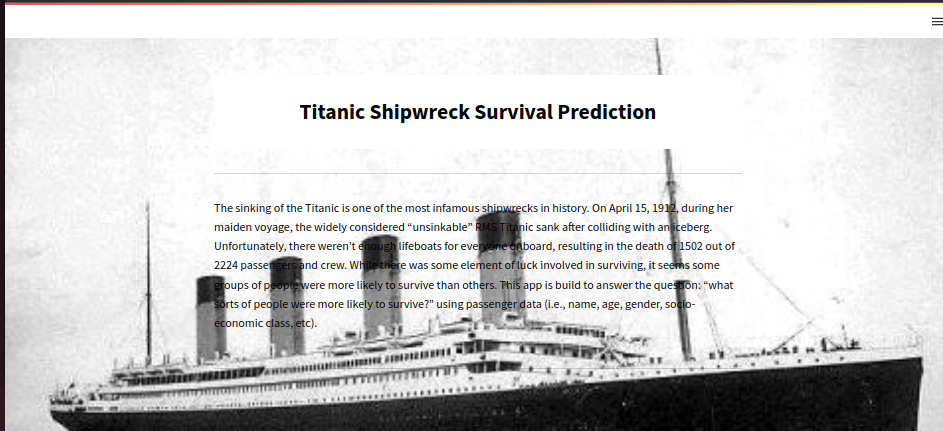 Titanic Shipwreck Survival Prediction
The sinking of the Titanic is one of the most infamous shipwrecks in history. On April 15, 1912, during her
maiden voyage, the widely considered “unsinkable” RMS Titanic sank after colliding with an iceberg.
Unfortunately, there weren’t enough lifeboats for everyone onboard, resulting in the death of 1502 out of
2224 passengers and crew. While there was some element of luck involved in surviving, it seems some
groups of people were more likely to survive than others. This app is build to answer the question: “what
sorts of people were more likely to survive?” using passenger data (i.e., name, age, gender, socio-
economic class, etc).